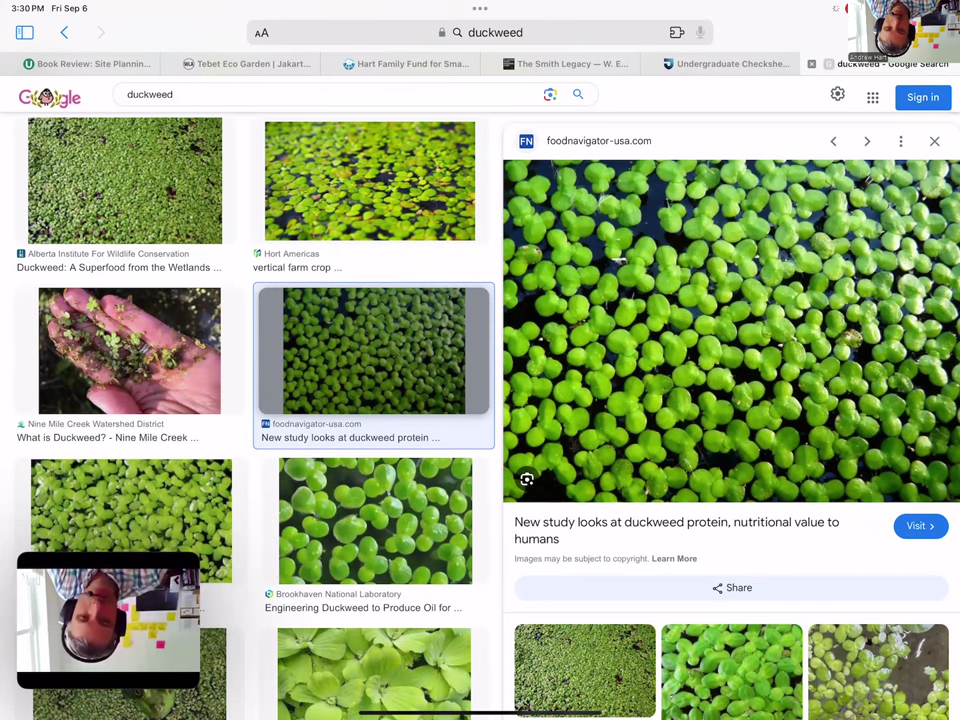 3:30 PM Fri Sep 6
AA
duckweed
Book Review: Site Plannin...
Tebet Eco Garden | Jakart...
Hart Family Fund for Sma...
The Smith Legacy — W. E...
Undergraduate Checkshe...
duckweed - Google Search
Andrew Hart
Google
duckweed
Sign in
Alberta Institute For Wildlife Conservation
Duckweed: A Superfood from the Wetlands ...
Hort Americas
vertical farm crop ...
Nine Mile Creek Watershed District
What is Duckweed? - Nine Mile Creek ...
FN foodnavigator-usa.com
New study looks at duckweed protein ...
Brookhaven National Laboratory
Engineering Duckweed to Produce Oil for ...
FN foodnavigator-usa.com
New study looks at duckweed protein, nutritional value to
humans
Visit
Images may be subject to copyright. Learn More
Share